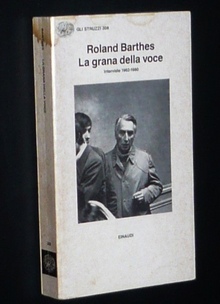 GLI STRUZZI 308
Roland Barthes
La grana della voce
Interviste 1962-1980
EINAUDI